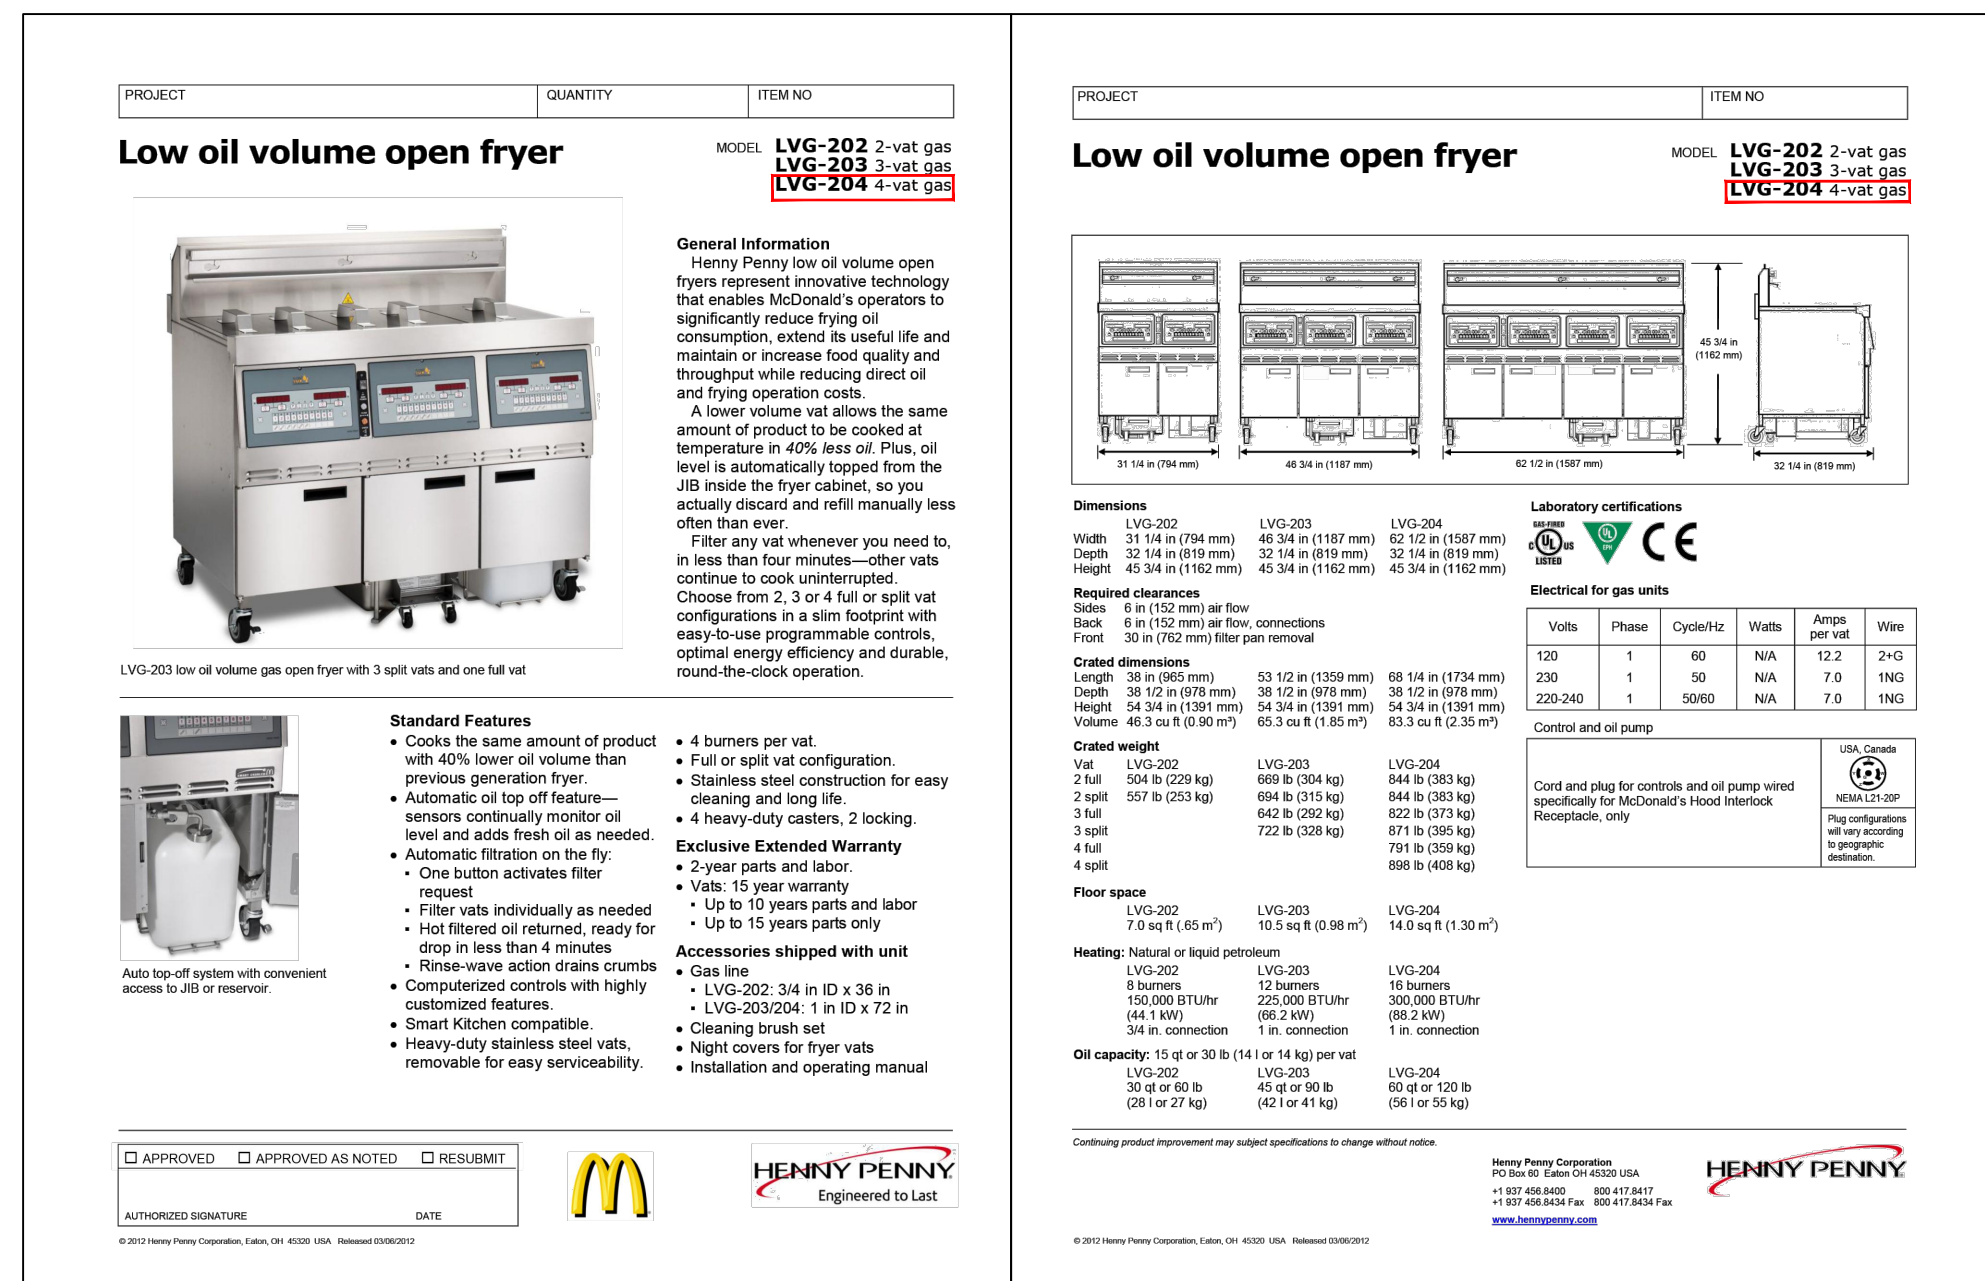 PROJECT
QUANTITY
ITEM NO
Low oil volume open fryer
MODEL LVG-202 2-vat gas
LVG-203 3-vat gas
LVG-204 4-vat gas
General Information
Henny Penny low oil volume open
fryers represent innovative technology
that enables McDonald's operators to
significantly reduce frying oil
consumption, extend its useful life and
maintain or increase food quality and
throughput while reducing direct oil
and frying operation costs.
A lower volume vat allows the same
amount of product to be cooked at
temperature in 40% less oil. Plus, oil
level is automatically topped from the
JIB inside the fryer cabinet, so you
actually discard and refill manually less
often than ever.
Filter any vat whenever you need to,
in less than four minutes—other vats
continue to cook uninterrupted.
Choose from 2, 3 or 4 full or split vat
configurations in a slim footprint with
easy-to-use programmable controls,
optimal energy efficiency and durable,
round-the-clock operation.
LVG-203 low oil volume gas open fryer with 3 split vats and one full vat
Auto top-off system with convenient
access to JIB or reservoir.
Standard Features
• Cooks the same amount of product
with 40% lower oil volume than
previous generation fryer.
• Automatic oil top off feature—
sensors continually monitor oil
level and adds fresh oil as needed.
• Automatic filtration on the fly:
▪ One button activates filter
request
▪ Filter vats individually as needed
▪ Hot filtered oil returned, ready for
drop in less than 4 minutes
▪ Rinse-wave action drains crumbs
• Computerized controls with highly
customized features.
• Smart Kitchen compatible.
• Heavy-duty stainless steel vats,
removable for easy serviceability.
• 4 burners per vat.
• Full or split vat configuration.
• Stainless steel construction for easy
cleaning and long life.
• 4 heavy-duty casters, 2 locking.
Exclusive Extended Warranty
• 2-year parts and labor.
• Vats: 15 year warranty
▪ Up to 10 years parts and labor
▪ Up to 15 years parts only
Accessories shipped with unit
• Gas line
▪ LVG-202: 3/4 in ID x 36 in
▪ LVG-203/204: 1 in ID x 72 in
• Cleaning brush set
• Night covers for fryer vats
• Installation and operating manual
☐ APPROVED ☐ APPROVED AS NOTED ☐ RESUBMIT
AUTHORIZED SIGNATURE DATE
HENNY PENNY
Engineered to Last
© 2012 Henny Penny Corporation, Eaton, OH 45320 USA Released 03/06/2012
PROJECT
ITEM NO
Low oil volume open fryer
MODEL LVG-202 2-vat gas
LVG-203 3-vat gas
LVG-204 4-vat gas
45 3/4 in
(1162 mm)
31 1/4 in (794 mm)
46 3/4 in (1187 mm)
62 1/2 in (1587 mm)
32 1/4 in (819 mm)
Dimensions
LVG-202 LVG-203 LVG-204
Width 31 1/4 in (794 mm) 46 3/4 in (1187 mm) 62 1/2 in (1587 mm)
Depth 32 1/4 in (819 mm) 32 1/4 in (819 mm) 32 1/4 in (819 mm)
Height 45 3/4 in (1162 mm) 45 3/4 in (1162 mm) 45 3/4 in (1162 mm)
Required clearances
Sides 6 in (152 mm) air flow
Back 6 in (152 mm) air flow, connections
Front 30 in (762 mm) filter pan removal
Crated dimensions
Length 38 in (965 mm) 53 1/2 in (1359 mm) 68 1/4 in (1734 mm)
Depth 38 1/2 in (978 mm) 38 1/2 in (978 mm) 38 1/2 in (978 mm)
Height 54 3/4 in (1391 mm) 54 3/4 in (1391 mm) 54 3/4 in (1391 mm)
Volume 46.3 cu ft (0.90 m³) 65.3 cu ft (1.85 m³) 83.3 cu ft (2.35 m³)
Crated weight
Vat LVG-202 LVG-203 LVG-204
2 full 504 lb (229 kg) 669 lb (304 kg) 844 lb (383 kg)
2 split 557 lb (253 kg) 694 lb (315 kg) 844 lb (383 kg)
3 full 642 lb (292 kg) 822 lb (373 kg)
3 split 722 lb (328 kg) 871 lb (395 kg)
4 full 791 lb (359 kg)
4 split 898 lb (408 kg)
Floor space
LVG-202 LVG-203 LVG-204
7.0 sq ft (.65 m²) 10.5 sq ft (0.98 m²) 14.0 sq ft (1.30 m²)
Heating: Natural or liquid petroleum
LVG-202 LVG-203 LVG-204
8 burners 12 burners 16 burners
150,000 BTU/hr 225,000 BTU/hr 300,000 BTU/hr
(44.1 kW) (66.2 kW) (88.2 kW)
3/4 in. connection 1 in. connection 1 in. connection
Oil capacity: 15 qt or 30 lb (14 l or 14 kg) per vat
LVG-202 LVG-203 LVG-204
30 qt or 60 lb 45 qt or 90 lb 60 qt or 120 lb
(28 l or 27 kg) (42 l or 41 kg) (56 l or 55 kg)
Laboratory certifications
GAS-FIRED
C UL US
LISTED
UL
EPH
CE
Electrical for gas units
Volts Phase Cycle/Hz Watts Amps per vat Wire
120 1 60 N/A 12.2 2+G
230 1 50 N/A 7.0 1NG
220-240 1 50/60 N/A 7.0 1NG
Control and oil pump
Cord and plug for controls and oil pump wired
specifically for McDonald's Hood Interlock
Receptacle, only
USA, Canada
NEMA L21-20P
Plug configurations
will vary according
to geographic
destination.
Continuing product improvement may subject specifications to change without notice.
Henny Penny Corporation
PO Box 60 Eaton OH 45320 USA
+1 937 456.8400 800 417.8417
+1 937 456.8434 Fax 800 417.8434 Fax
www.hennypenny.com
HENNY PENNY
© 2012 Henny Penny Corporation, Eaton, OH 45320 USA Released 03/06/2012